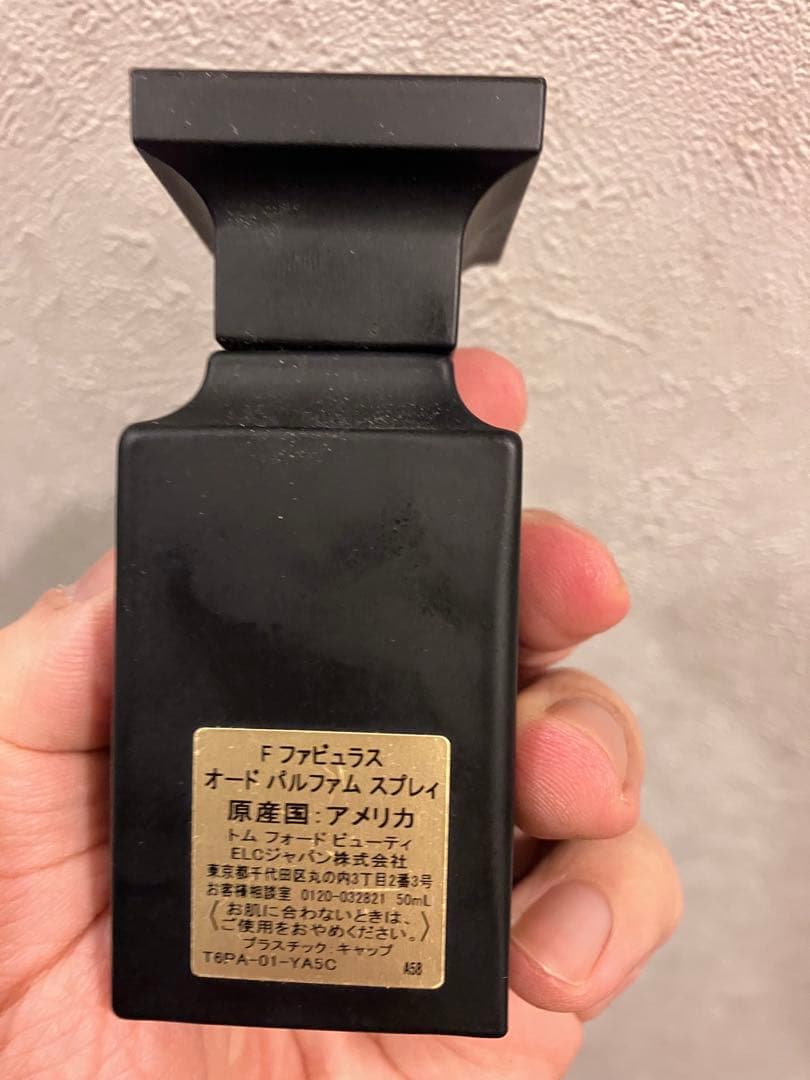 F ファビュラス
オード パルファム スプレィ
原産国：アメリカ
トム フォード ビューティ
ELCジャパン株式会社
東京都千代田区丸の内3丁目2番3号
お客様相談室 0120-032821 50mL
〈お肌に合わないときは、
ご使用をおやめください。〉
プラスチック：キャップ
T6PA-01-YA5C A58